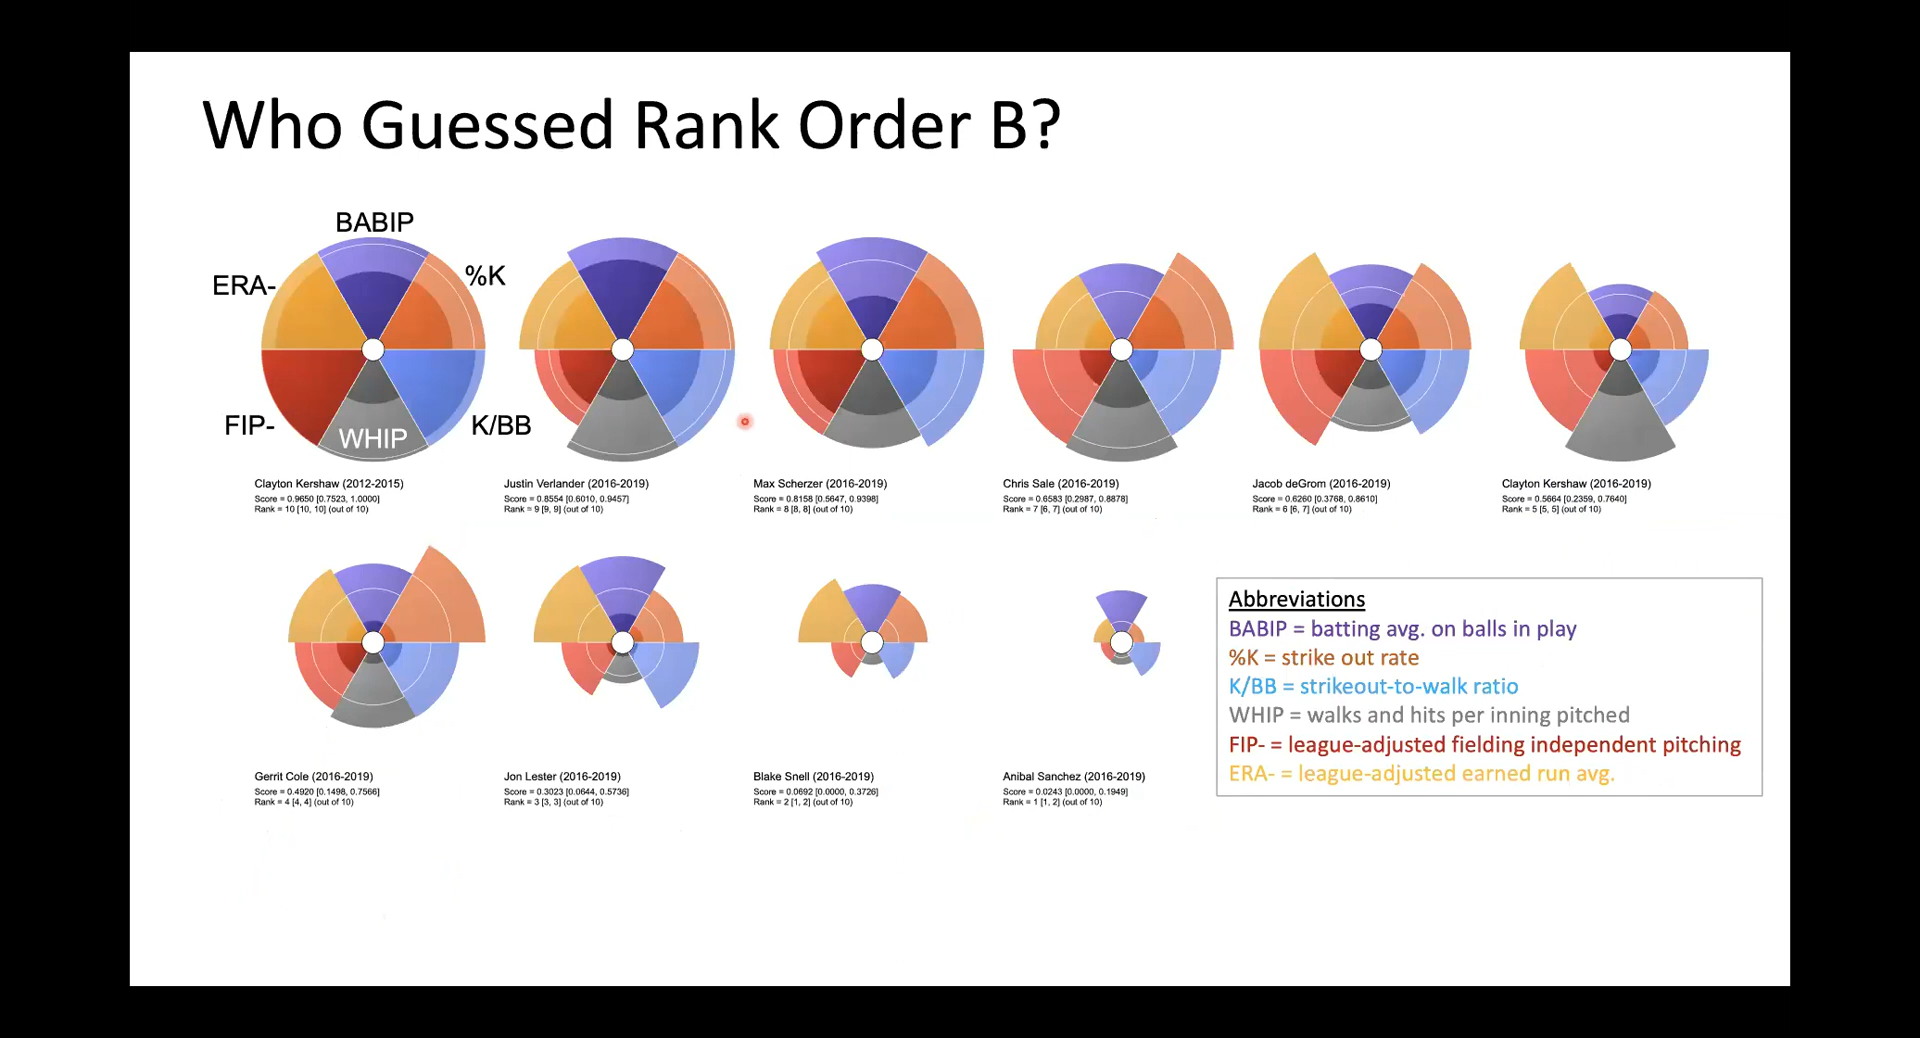 Who Guessed Rank Order B?
BABIP
ERA-
%K
FIP-
WHIP
K/BB
Clayton Kershaw (2012-2015)
Score = 0.9650 [0.7523, 1.0000]
Rank = 10 [10, 10] (out of 10)
Justin Verlander (2016-2019)
Score = 0.8554 [0.6010, 0.9457]
Rank = 9 [9, 9] (out of 10)
Max Scherzer (2016-2019)
Score = 0.8158 [0.5647, 0.9398]
Rank = 8 [8, 8] (out of 10)
Chris Sale (2016-2019)
Score = 0.6583 [0.2987, 0.8878]
Rank = 7 [6, 7] (out of 10)
Jacob deGrom (2016-2019)
Score = 0.6260 [0.3768, 0.8610]
Rank = 6 [6, 7] (out of 10)
Clayton Kershaw (2016-2019)
Score = 0.5664 [0.2359, 0.7640]
Rank = 5 [5, 5] (out of 10)
Gerrit Cole (2016-2019)
Score = 0.4920 [0.1498, 0.7566]
Rank = 4 [4, 4] (out of 10)
Jon Lester (2016-2019)
Score = 0.3023 [0.0644, 0.5736]
Rank = 3 [3, 3] (out of 10)
Blake Snell (2016-2019)
Score = 0.0692 [0.0000, 0.3726]
Rank = 2 [1, 2] (out of 10)
Anibal Sanchez (2016-2019)
Score = 0.0243 [0.0000, 0.1949]
Rank = 1 [1, 2] (out of 10)
Abbreviations
BABIP = batting avg. on balls in play
%K = strike out rate
K/BB = strikeout-to-walk ratio
WHIP = walks and hits per inning pitched
FIP- = league-adjusted fielding independent pitching
ERA- = league-adjusted earned run avg.